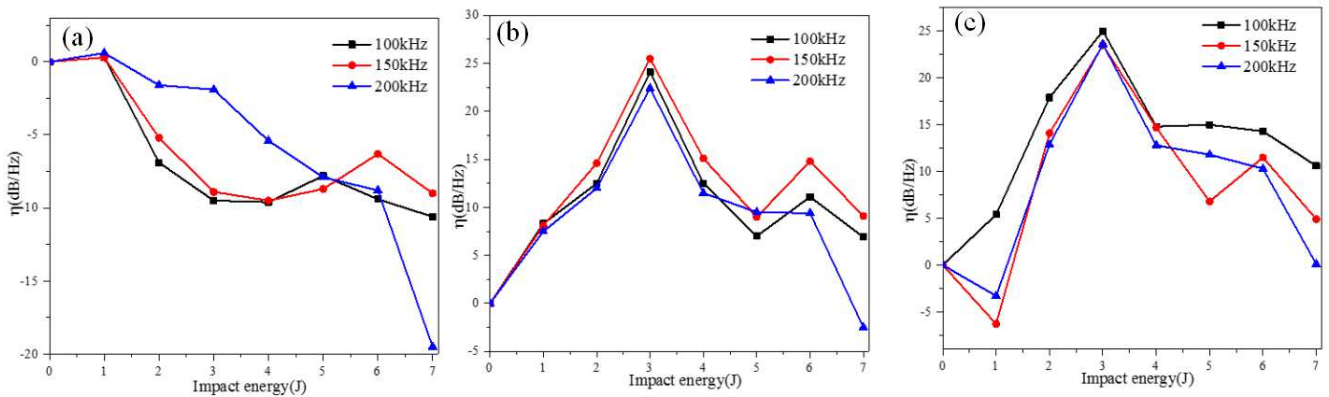 (a)
100kHz
150kHz
200kHz
0
-5
-10
-15
-20
η(dB/Hz)
0 1 2 3 4 5 6 7
Impact energy(J)
(b)
100kHz
150kHz
200kHz
30
25
20
15
10
5
0
-5
η(dB/Hz)
0 1 2 3 4 5 6 7
Impact energy(J)
(c)
100kHz
150kHz
200kHz
25
20
15
10
5
0
-5
η(dB/Hz)
0 1 2 3 4 5 6 7
Impact energy(J)